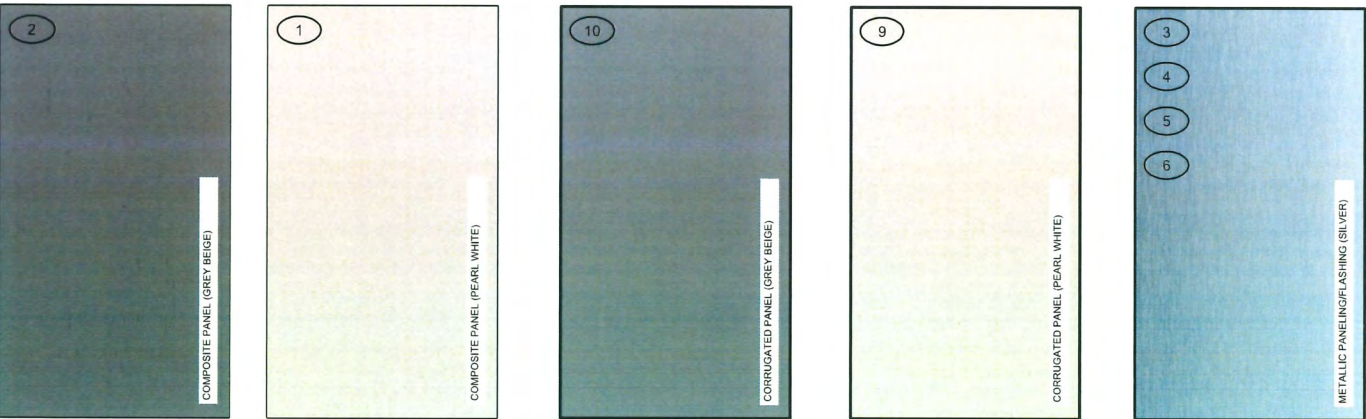 2
COMPOSITE PANEL (GREY BEIGE)
1
COMPOSITE PANEL (PEARL WHITE)
10
CORRUGATED PANEL (GREY BEIGE)
9
CORRUGATED PANEL (PEARL WHITE)
3
4
5
6
METALLIC PANELING/FLASHING (SILVER)